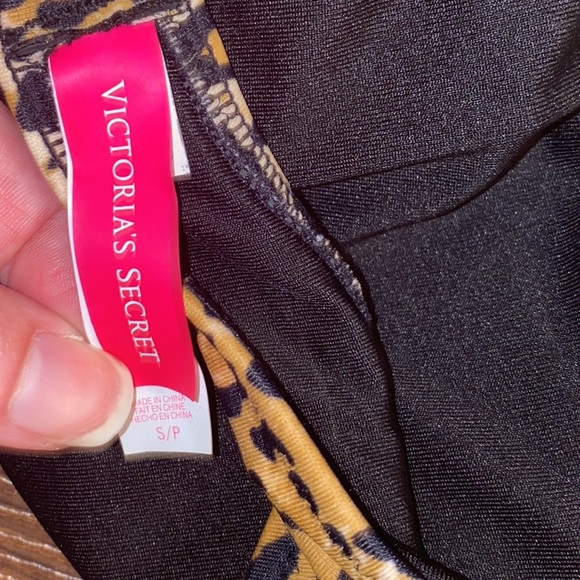 VICTORIA'S SECRET
MADE IN CHINA
FAIT EN CHINE
HECHO EN CHINA
S/P